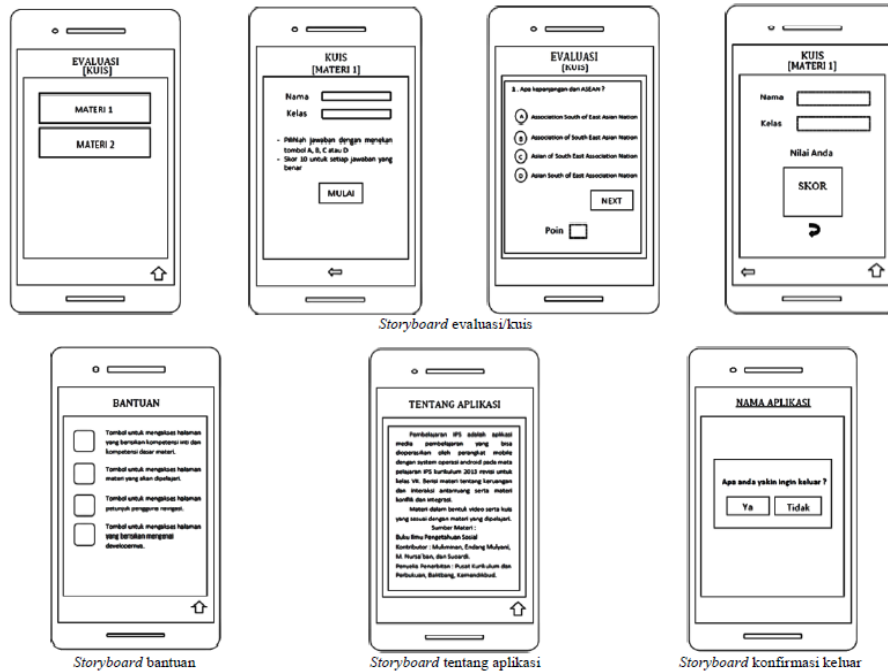 EVALUASI
[KUIS]
MATERI 1
MATERI 2
KUIS
[MATERI 1]
Nama
Kelas
- Pilihlah jawaban dengan menekan
tombol A, B, C atau D
- Skor 10 untuk setiap jawaban yang
benar
MULAI
EVALUASI
[KUIS]
1. Apa kepanjangan dari ASEAN ?
A Association South of East Asian Nation
B Association of South East Asian Nation
C Asian of South East Association Nation
D Asian South of East Association Nation
NEXT
Poin
KUIS
[MATERI 1]
Nama
Kelas
Nilai Anda
SKOR
Storyboard evaluasi/kuis
BANTUAN
Tombol untuk mengakses halaman
yang berisikan kompetensi inti dan
kompetensi dasar materi.
Tombol untuk mengakses halaman
materi yang akan dipelajari.
Tombol untuk mengakses halaman
petunjuk pengguna navigasi.
Tombol untuk mengakses halaman
yang berisikan mengenai
developernya.
Storyboard bantuan
TENTANG APLIKASI
Pembelajaran IPS adalah aplikasi
media pembelajaran yang bisa
dioperasikan oleh perangkat mobile
dengan system operasi android pada mata
pelajaran IPS kurikulum 2013 revisi untuk
kelas VII. Berisi materi tentang keruangan
dan interaksi antarruang serta materi
konflik dan integrasi.
Materi dalam bentuk video serta kuis
yang sesuai dengan materi yang dipelajari.
Sumber Materi :
Buku Ilmu Pengetahuan Sosial
Kontributor : Muliminan, Endang Mulyani,
M. Nursa'ban, dan Supardi.
Penyelia Penerbitan : Pusat Kurikulum dan
Perbukuan, Balitbang, Kemendikbud.
Storyboard tentang aplikasi
NAMA APLIKASI
Apa anda yakin ingin keluar ?
Ya Tidak
Storyboard konfirmasi keluar